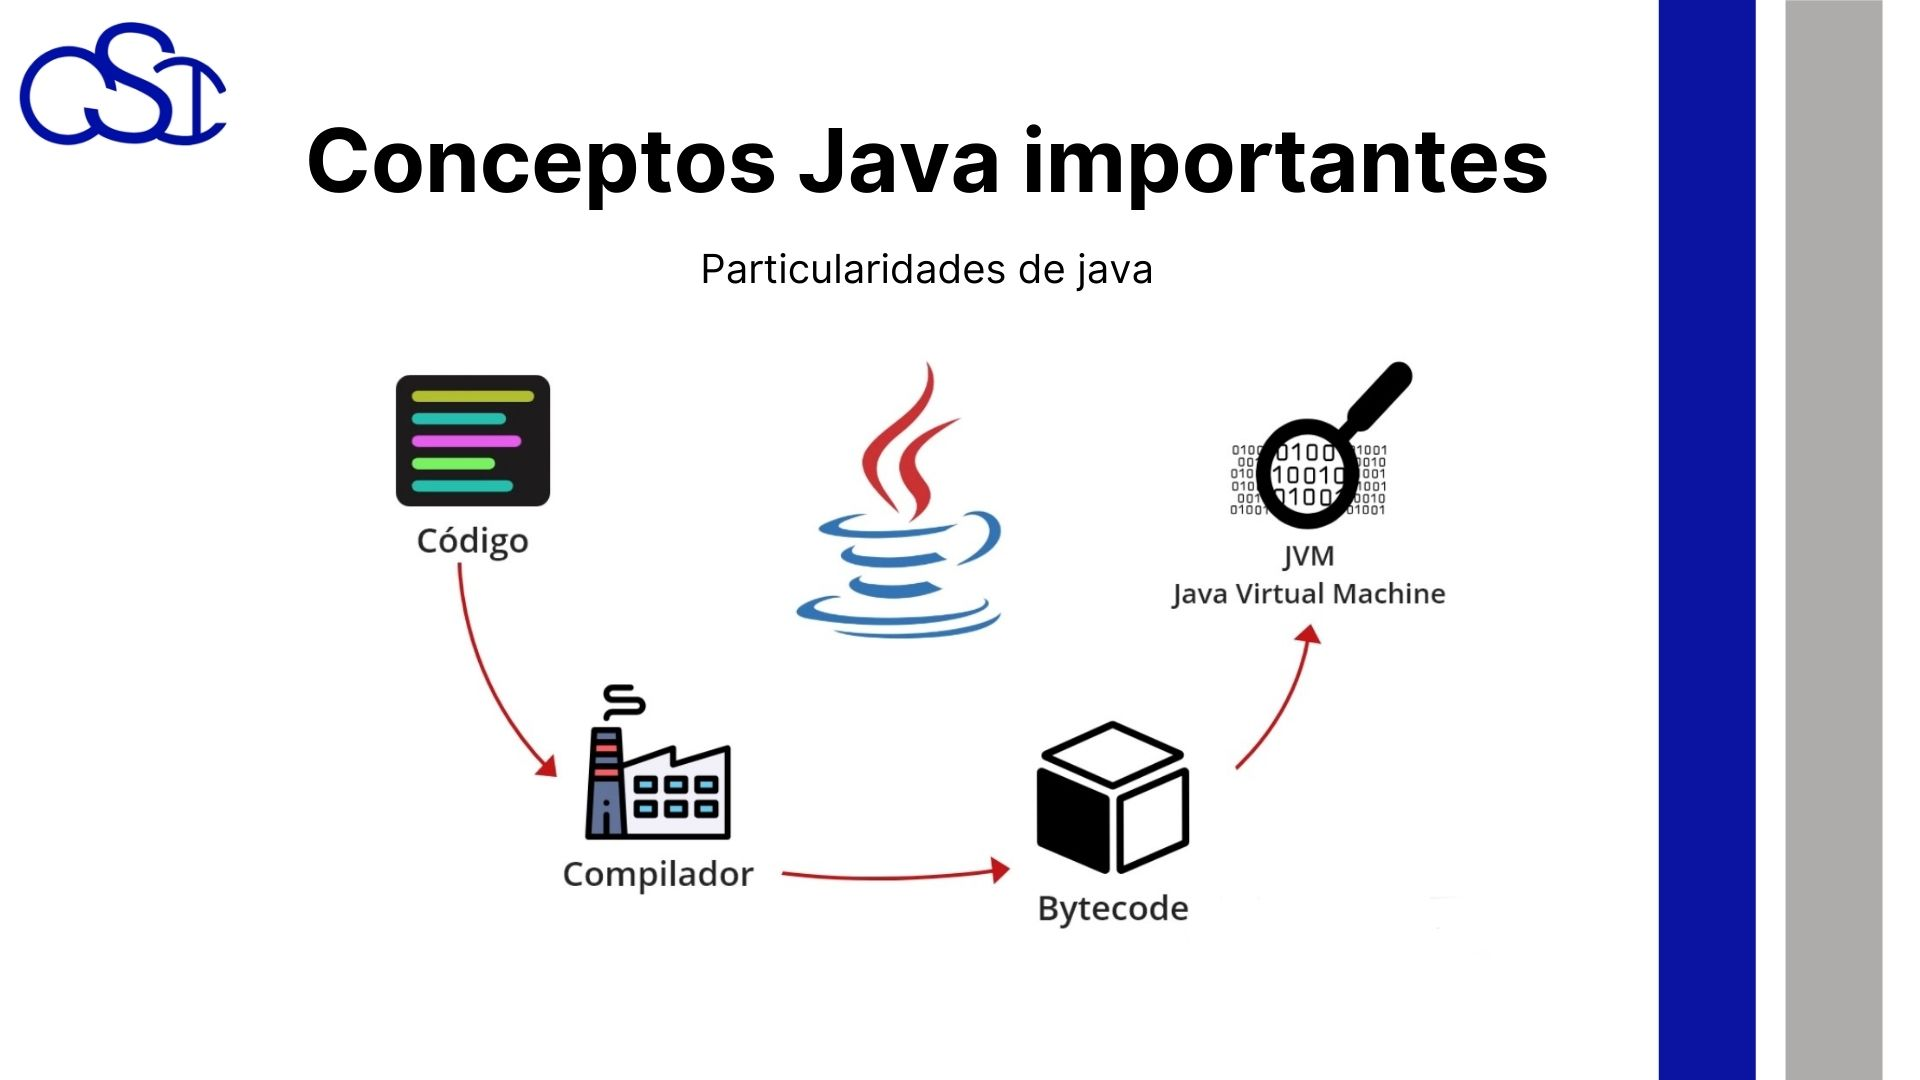 Conceptos Java importantes
Particularidades de java
Código
JVM
Java Virtual Machine
Compilador
Bytecode